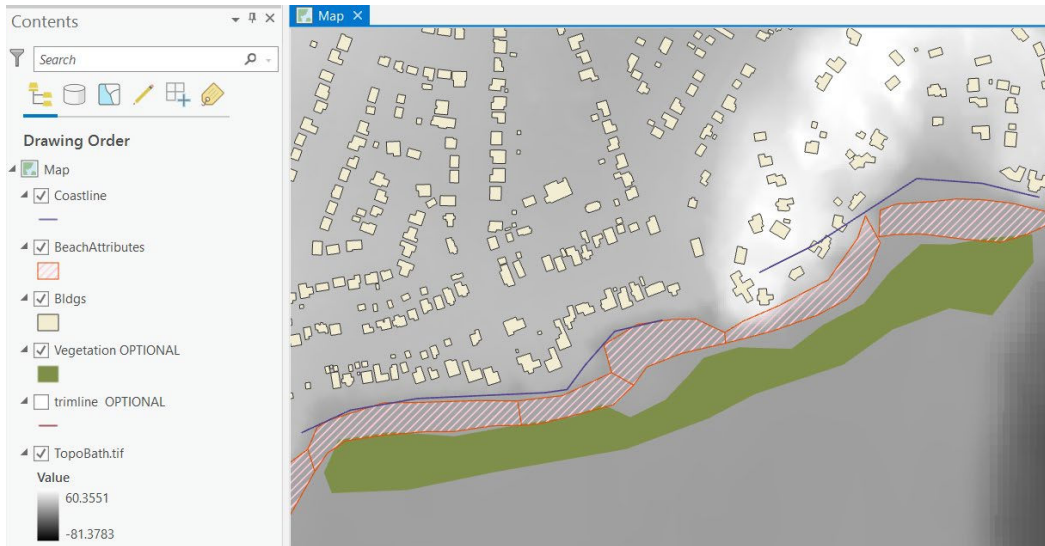 Contents
Map
Search
Drawing Order
Map
Coastline
BeachAttributes
Bldgs
Vegetation OPTIONAL
trimline OPTIONAL
TopoBath.tif
Value
60.3551
-81.3783